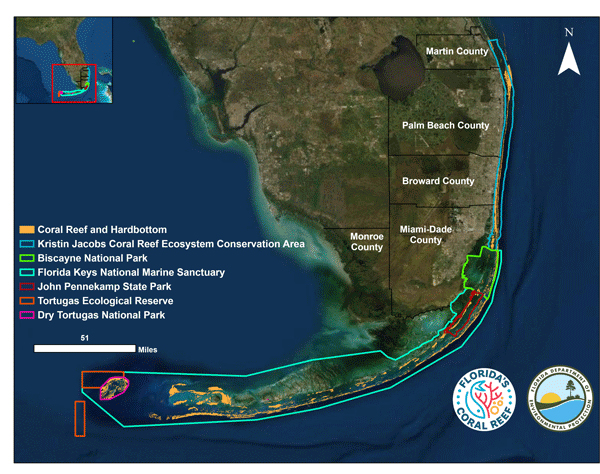 N
Martin County
Palm Beach County
Broward County
Monroe
County
Miami-Dade
County
Coral Reef and Hardbottom
Kristin Jacobs Coral Reef Ecosystem Conservation Area
Biscayne National Park
Florida Keys National Marine Sanctuary
John Pennekamp State Park
Tortugas Ecological Reserve
Dry Tortugas National Park
51
Miles
FLORIDA'S
CORAL REEF
FLORIDA DEPARTMENT OF
ENVIRONMENTAL PROTECTION